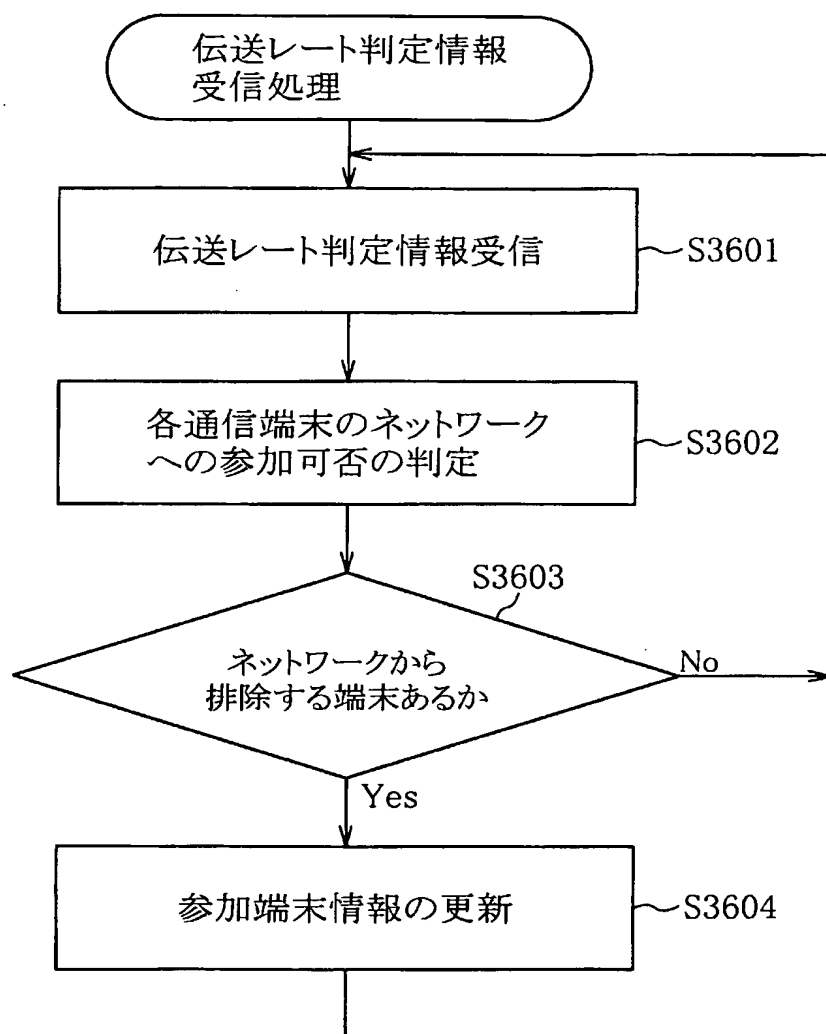 伝送レート判定情報
受信処理
伝送レート判定情報受信
S3601
各通信端末のネットワーク
への参加可否の判定
S3602
S3603
ネットワークから
排除する端末あるか
No
Yes
参加端末情報の更新
S3604